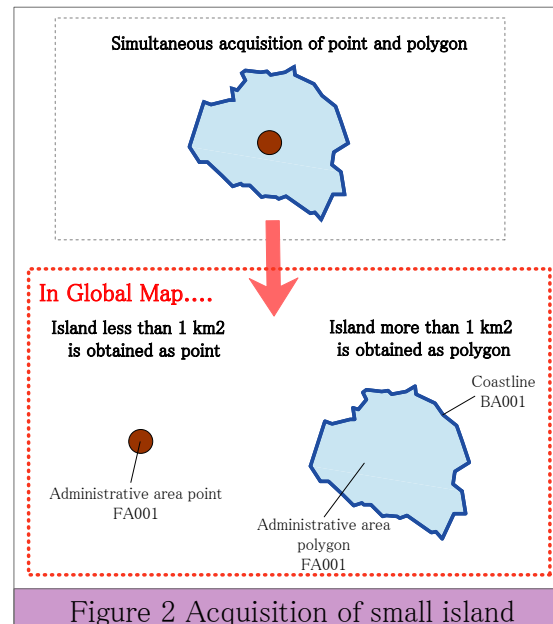 Simultaneous acquisition of point and polygon
In Global Map....
Island less than 1 km2
is obtained as point
Island more than 1 km2
is obtained as polygon
Coastline
BA001
Administrative area point
FA001
Administrative area
polygon
FA001
Figure 2 Acquisition of small island